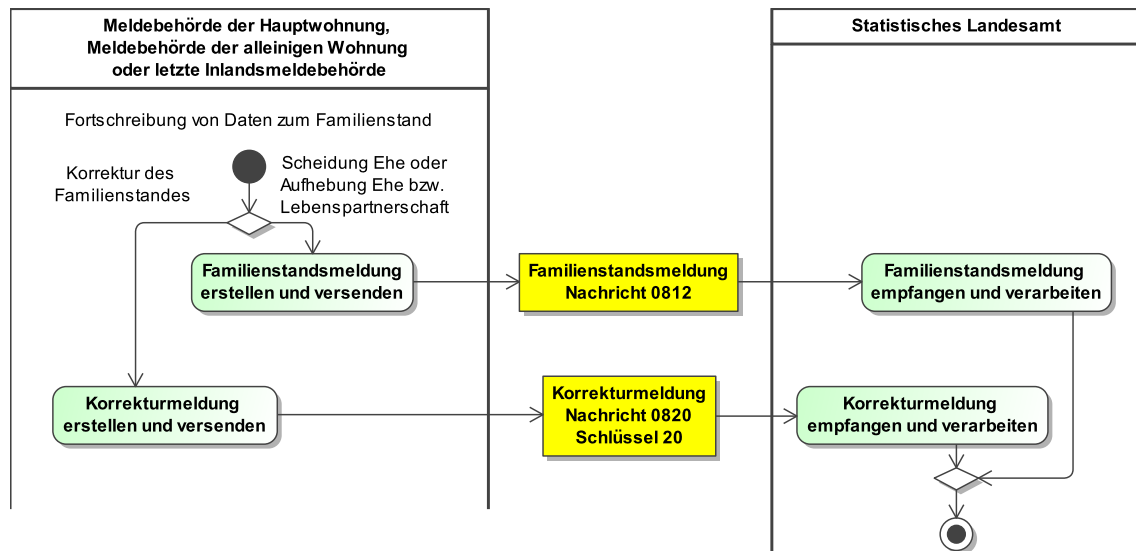 Meldebehörde der Hauptwohnung,
Meldebehörde der alleinigen Wohnung
oder letzte Inlandsmeldebehörde
Statistisches Landesamt
Fortschreibung von Daten zum Familienstand
Korrektur des
Familienstandes
Scheidung Ehe oder
Aufhebung Ehe bzw.
Lebenspartnerschaft
Familienstandsmeldung
erstellen und versenden
Familienstandsmeldung
Nachricht 0812
Familienstandsmeldung
empfangen und verarbeiten
Korrekturmeldung
erstellen und versenden
Korrekturmeldung
Nachricht 0820
Schlüssel 20
Korrekturmeldung
empfangen und verarbeiten